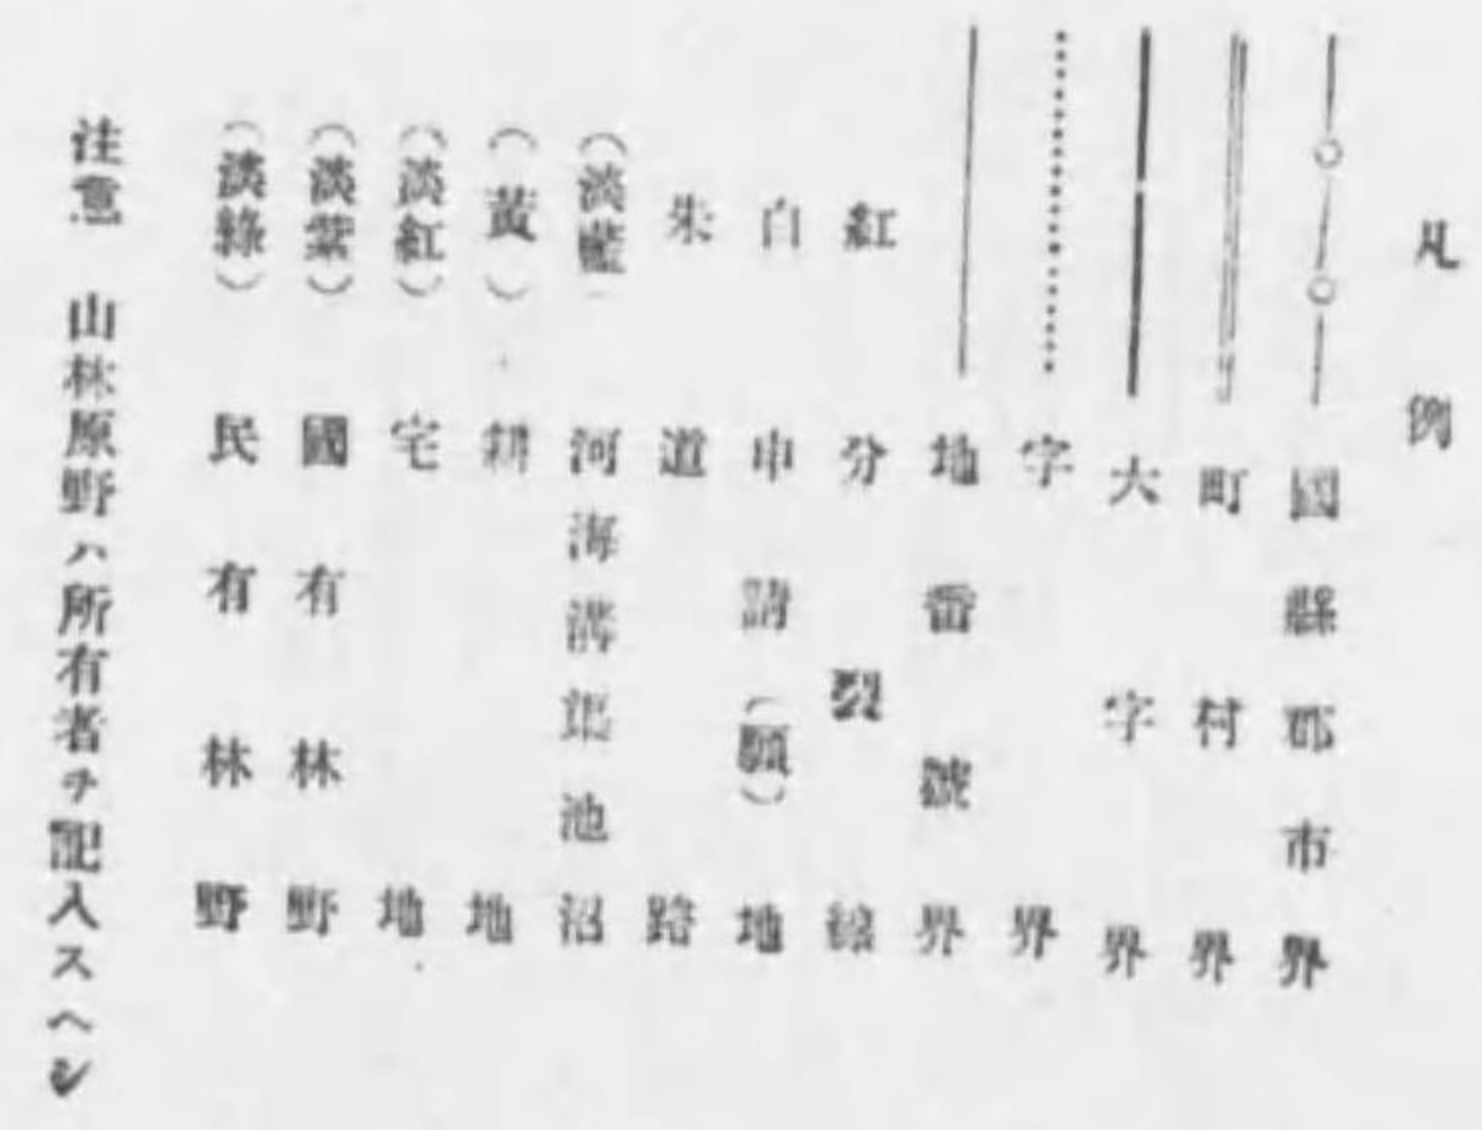 凡例
國縣郡市界
町村界
大字界
字界
地番號界
紅 分裂線
白 申請(願)地
朱 道路
(淡藍) 河海溝渠池沼
(黃) 耕地
(淡紅) 宅地
(淡紫) 國有林野
(淡綠) 民有林野
注意 山林原野ハ所有者ヲ記入スヘシ